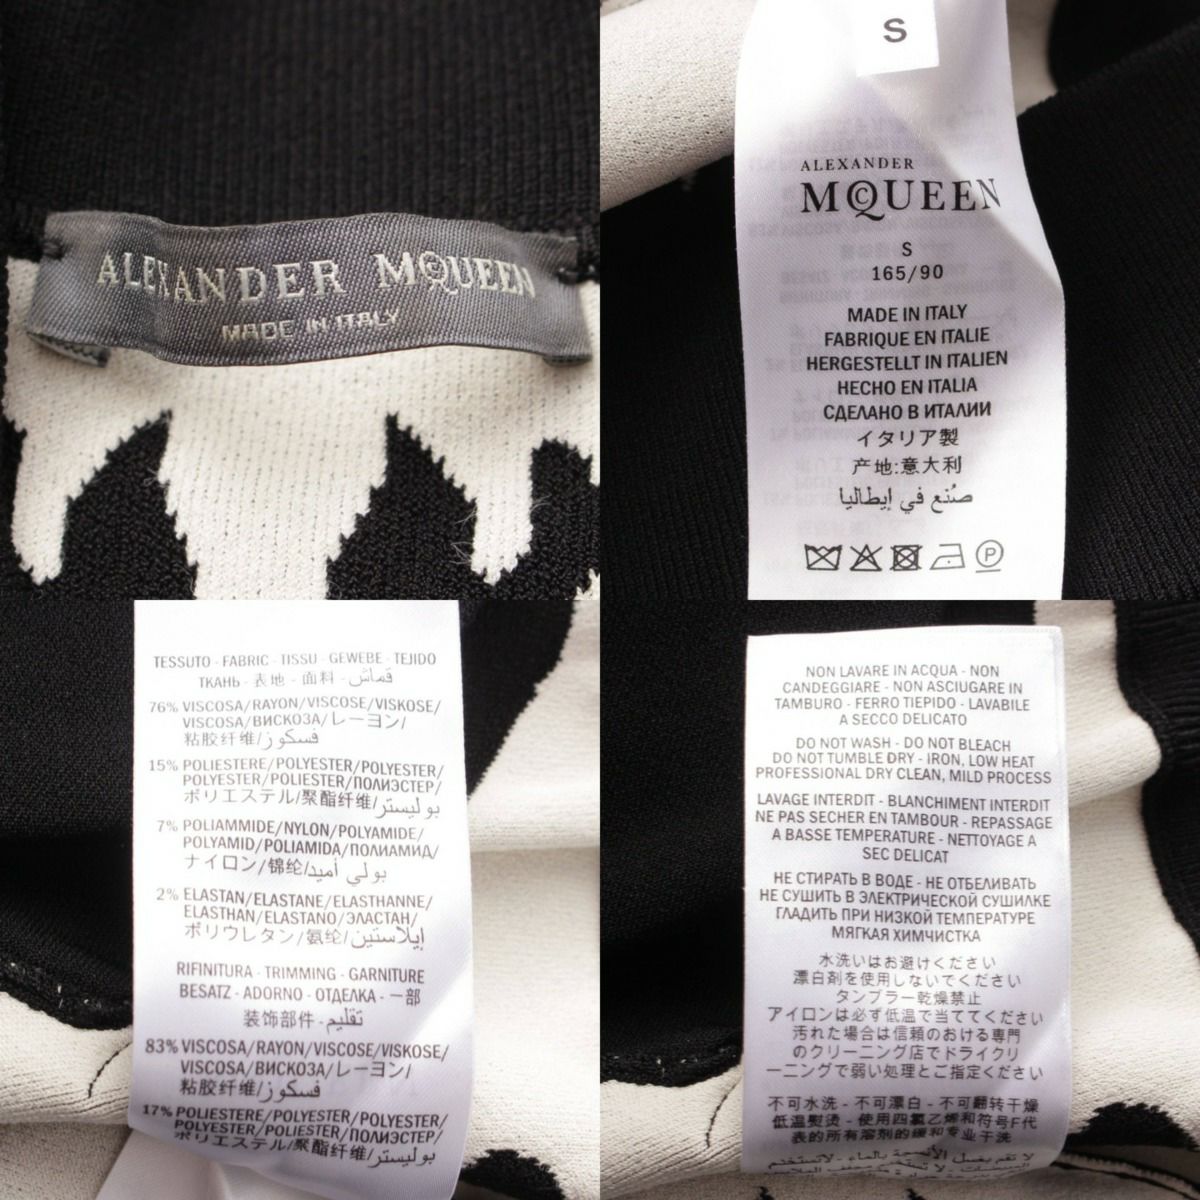 ALEXANDER MCQUEEN
MADE IN ITALY
S
ALEXANDER
MCQUEEN
S
165/90
MADE IN ITALY
FABRIQUE EN ITALIE
HERGESTELLT IN ITALIEN
HECHO EN ITALIA
СДЕЛАНО В ИТАЛИИ
イタリア製
产地:意大利
صُنع في إيطاليا
P
TESSUTO - FABRIC - TISSU - GEWEBE - TEJIDO
ТКАНЬ - 表地 - 面料 - قماش
76% VISCOSA/RAYON/VISCOSE/VISKOSE/
VISCOSA/ВИСКОЗА/レーヨン/
粘胶纤维/فسكوز
15% POLIESTERE/POLYESTER/POLYESTER/
POLYESTER/POLIESTER/ПОЛИЭСТЕР/
ポリエステル/聚酯纤维/بوليستر
7% POLIAMMIDE/NYLON/POLYAMIDE/
POLYAMID/POLIAMIDA/ПОЛИАМИД/
ナイロン/锦纶/بولي أميد
2% ELASTAN/ELASTANE/ELASTHANNE/
ELASTHAN/ELASTANO/ЭЛАСТАН/
ポリウレタン/氨纶/إيلاستين
RIFINITURA - TRIMMING - GARNITURE
BESATZ - ADORNO - ОТДЕЛКА - 一部
装饰部件 - تقليم
83% VISCOSA/RAYON/VISCOSE/VISKOSE/
VISCOSA/ВИСКОЗА/レーヨン/
粘胶纤维/فسكوز
17% POLIESTERE/POLYESTER/POLYESTER/
POLYESTER/POLIESTER/ПОЛИЭСТЕР/
ポリエステル/聚酯纤维/بوليستر
NON LAVARE IN ACQUA - NON
CANDEGGIARE - NON ASCIUGARE IN
TAMBURO - FERRO TIEPIDO - LAVABILE
A SECCO DELICATO
DO NOT WASH - DO NOT BLEACH
DO NOT TUMBLE DRY - IRON, LOW HEAT
PROFESSIONAL DRY CLEAN, MILD PROCESS
LAVAGE INTERDIT - BLANCHIMENT INTERDIT
NE PAS SECHER EN TAMBOUR - REPASSAGE
A BASSE TEMPERATURE - NETTOYAGE A
SEC DELICAT
НЕ СТИРАТЬ В ВОДЕ - НЕ ОТБЕЛИВАТЬ
НЕ СУШИТЬ В ЭЛЕКТРИЧЕСКОЙ СУШИЛКЕ
ГЛАДИТЬ ПРИ НИЗКОЙ ТЕМПЕРАТУРЕ
МЯГКАЯ ХИМЧИСТКА
水洗いはお避けください
漂白剤を使用しないでください
タンブラー乾燥禁止
アイロンは必ず低温で当ててください
汚れた場合は信頼のおける専門
のクリーニング店でドライクリ
ーニングで弱い処理とご指定ください
不可水洗 - 不可漂白 - 不可翻转干燥
低温熨烫 - 使用四氯乙烯和符号F代
表的所有溶剂的缓和专业干洗
لا تقم بغسل الأنسجة بالماء - لاتستخدم